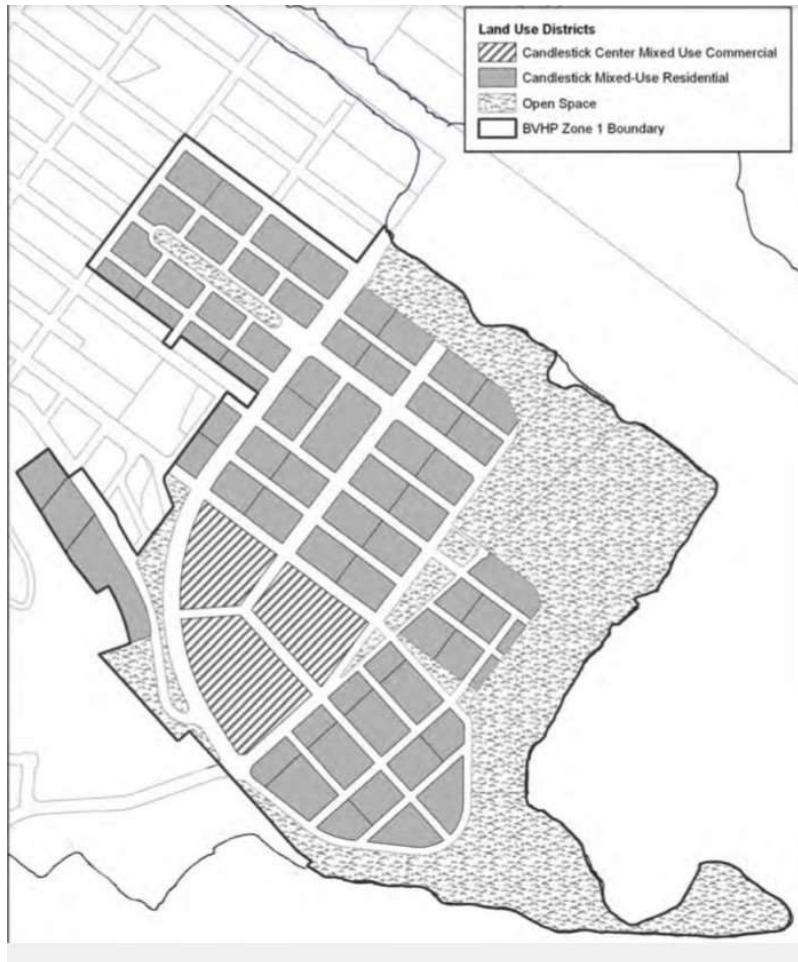 Land Use Districts
Candlestick Center Mixed Use Commercial
Candlestick Mixed-Use Residential
Open Space
BVHP Zone 1 Boundary